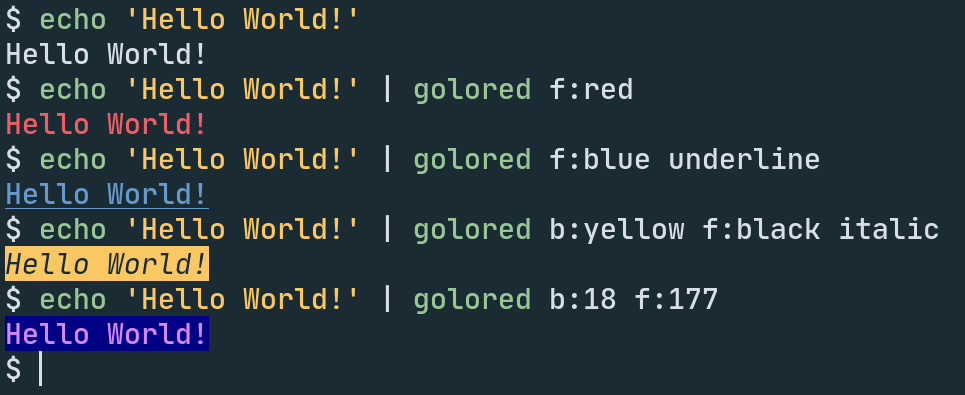 $ echo 'Hello World!'
Hello World!
$ echo 'Hello World!' | golored f:red
Hello World!
$ echo 'Hello World!' | golored f:blue underline
Hello World!
$ echo 'Hello World!' | golored b:yellow f:black italic
Hello World!
$ echo 'Hello World!' | golored b:18 f:177
Hello World!
$